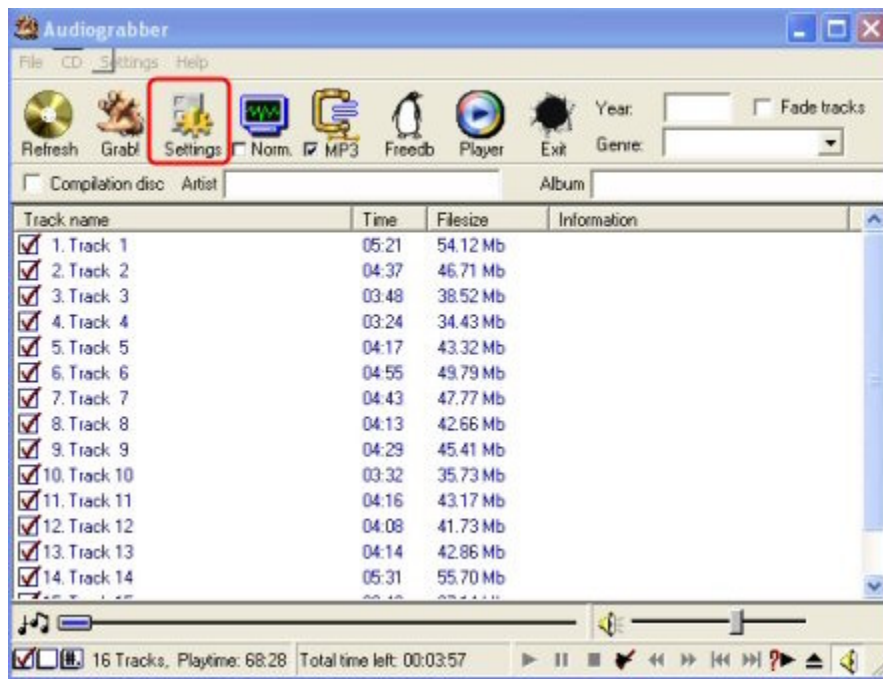 Audiograbber
File CD Settings Help
Refresh Grab! Settings Norm. MP3 Freedb Player Exit Year: Genre: Fade tracks
Compilation disc Artist Album
Track name Time Filesize Information
1. Track 1 05:21 54.12 Mb
2. Track 2 04:37 46.71 Mb
3. Track 3 03:48 38.52 Mb
4. Track 4 03:24 34.43 Mb
5. Track 5 04:17 43.32 Mb
6. Track 6 04:55 49.79 Mb
7. Track 7 04:43 47.77 Mb
8. Track 8 04:13 42.66 Mb
9. Track 9 04:29 45.41 Mb
10. Track 10 03:32 35.73 Mb
11. Track 11 04:16 43.17 Mb
12. Track 12 04:08 41.73 Mb
13. Track 13 04:14 42.86 Mb
14. Track 14 05:31 55.70 Mb
16 Tracks, Playtime: 68:28 Total time left: 00:03:57